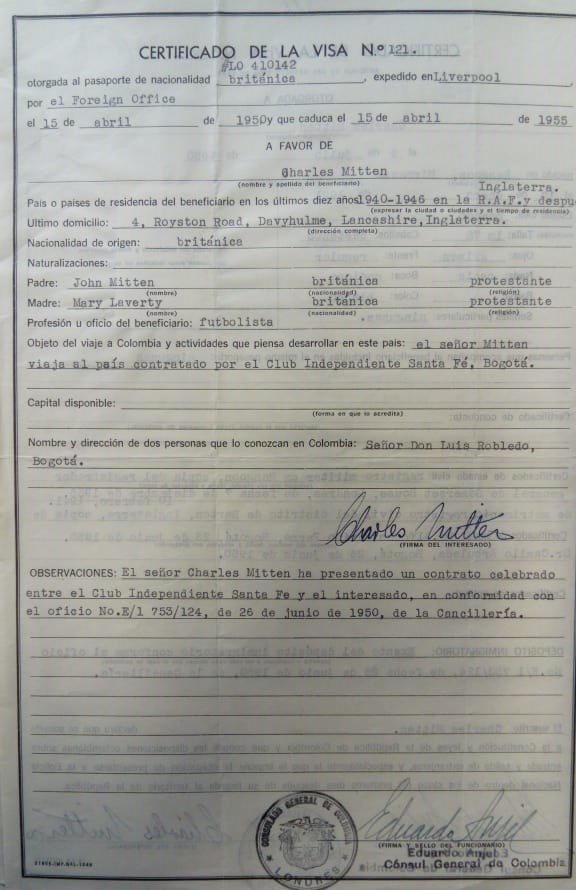 CERTIFICADO DE LA VISA N.º 121.
#LO 410142
otorgada al pasaporte de nacionalidad británica, expedido en Liverpool
por el Foreign Office
el 15 de abril de 1950 y que caduca el 15 de abril de 1955
A FAVOR DE
Charles Mitten
(nombre y apellido del beneficiario)
Inglaterra.
País o países de residencia del beneficiario en los últimos diez años 1940-1946 en la R.A.F. y despu
(expresar la ciudad o ciudades y el tiempo de residencia)
Ultimo domicilio: 4, Royston Road, Davyhulme, Lancashire, Inglaterra.
(dirección completa)
Nacionalidad de origen: británica
Naturalizaciones:
Padre: John Mitten británica protestante
(nombre) (nacionalidad) (religión)
Madre: Mary Laverty británica protestante
(nombre) (nacionalidad) (religión)
Profesión u oficio del beneficiario: futbolista
Objeto del viaje a Colombia y actividades que piensa desarrollar en este país: el señor Mitten
viaja al país contratado por el Club Independiente Santa Fé, Bogotá.
Capital disponible:
(forma en que lo acredita)
Nombre y dirección de dos personas que lo conozcan en Colombia: Señor Don Luis Robledo,
Bogotá.
Charles Mitten
(FIRMA DEL INTERESADO)
OBSERVACIONES: El señor Charles Mitten ha presentado un contrato celebrado
entre el Club Independiente Santa Fe y el interesado, en conformidad con
el oficio No.E/1 753/124, de 26 de junio de 1950, de la Cancillería.
CONSULADO GENERAL DE COLOMBIA
LONDRES
(FIRMA Y SELLO DEL FUNCIONARIO)
Cónsul General de Colombia